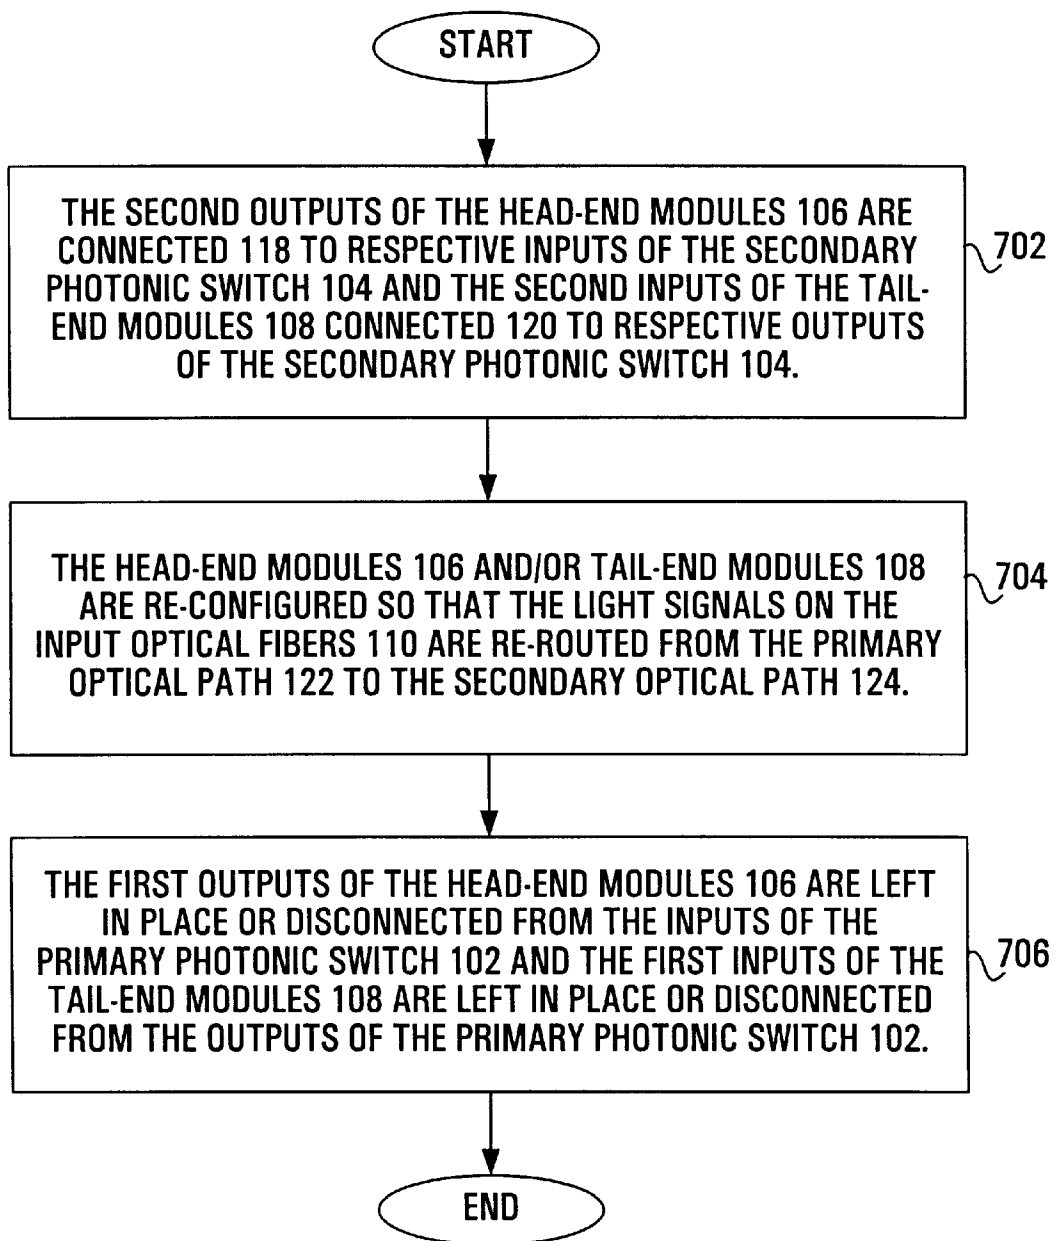 START
THE SECOND OUTPUTS OF THE HEAD-END MODULES 106 ARE
CONNECTED 118 TO RESPECTIVE INPUTS OF THE SECONDARY
PHOTONIC SWITCH 104 AND THE SECOND INPUTS OF THE TAIL-
END MODULES 108 CONNECTED 120 TO RESPECTIVE OUTPUTS
OF THE SECONDARY PHOTONIC SWITCH 104.
702
THE HEAD-END MODULES 106 AND/OR TAIL-END MODULES 108
ARE RE-CONFIGURED SO THAT THE LIGHT SIGNALS ON THE
INPUT OPTICAL FIBERS 110 ARE RE-ROUTED FROM THE PRIMARY
OPTICAL PATH 122 TO THE SECONDARY OPTICAL PATH 124.
704
THE FIRST OUTPUTS OF THE HEAD-END MODULES 106 ARE LEFT
IN PLACE OR DISCONNECTED FROM THE INPUTS OF THE
PRIMARY PHOTONIC SWITCH 102 AND THE FIRST INPUTS OF THE
TAIL-END MODULES 108 ARE LEFT IN PLACE OR DISCONNECTED
FROM THE OUTPUTS OF THE PRIMARY PHOTONIC SWITCH 102.
706
END